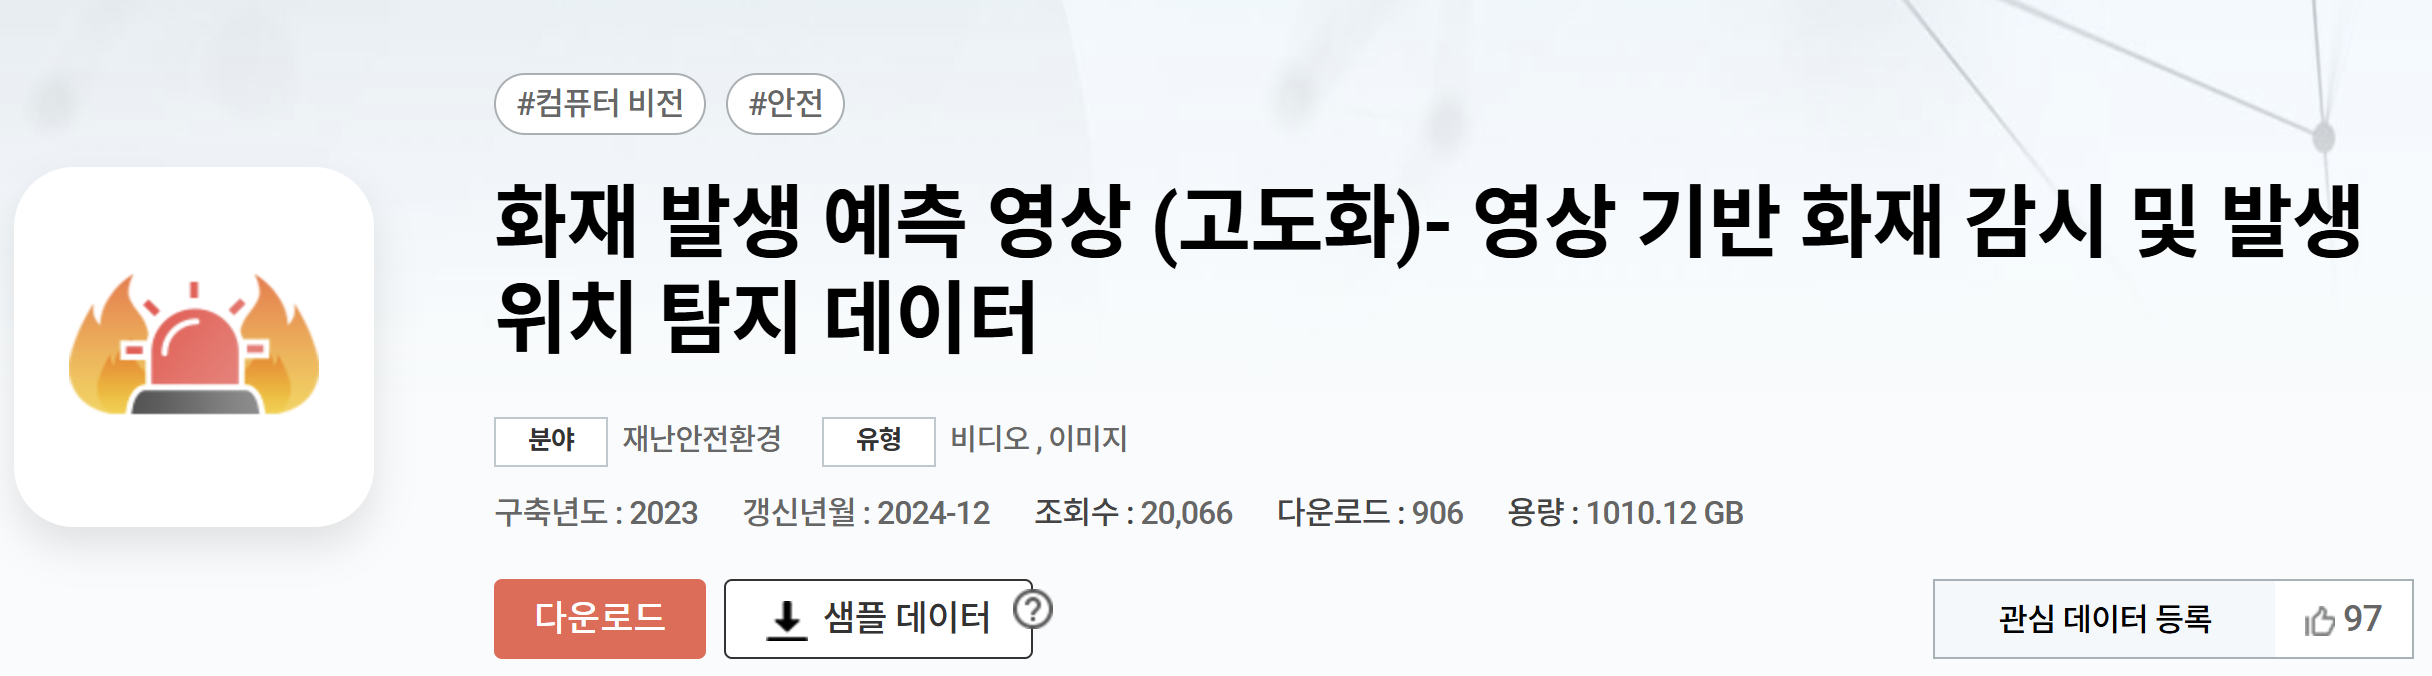 #컴퓨터 비전 #안전
화재 발생 예측 영상 (고도화)- 영상 기반 화재 감시 및 발생
위치 탐지 데이터
분야 재난안전환경 유형 비디오 , 이미지
구축년도 : 2023 갱신년월 : 2024-12 조회수 : 20,066 다운로드 : 906 용량 : 1010.12 GB
다운로드 샘플 데이터 ? 관심 데이터 등록 97